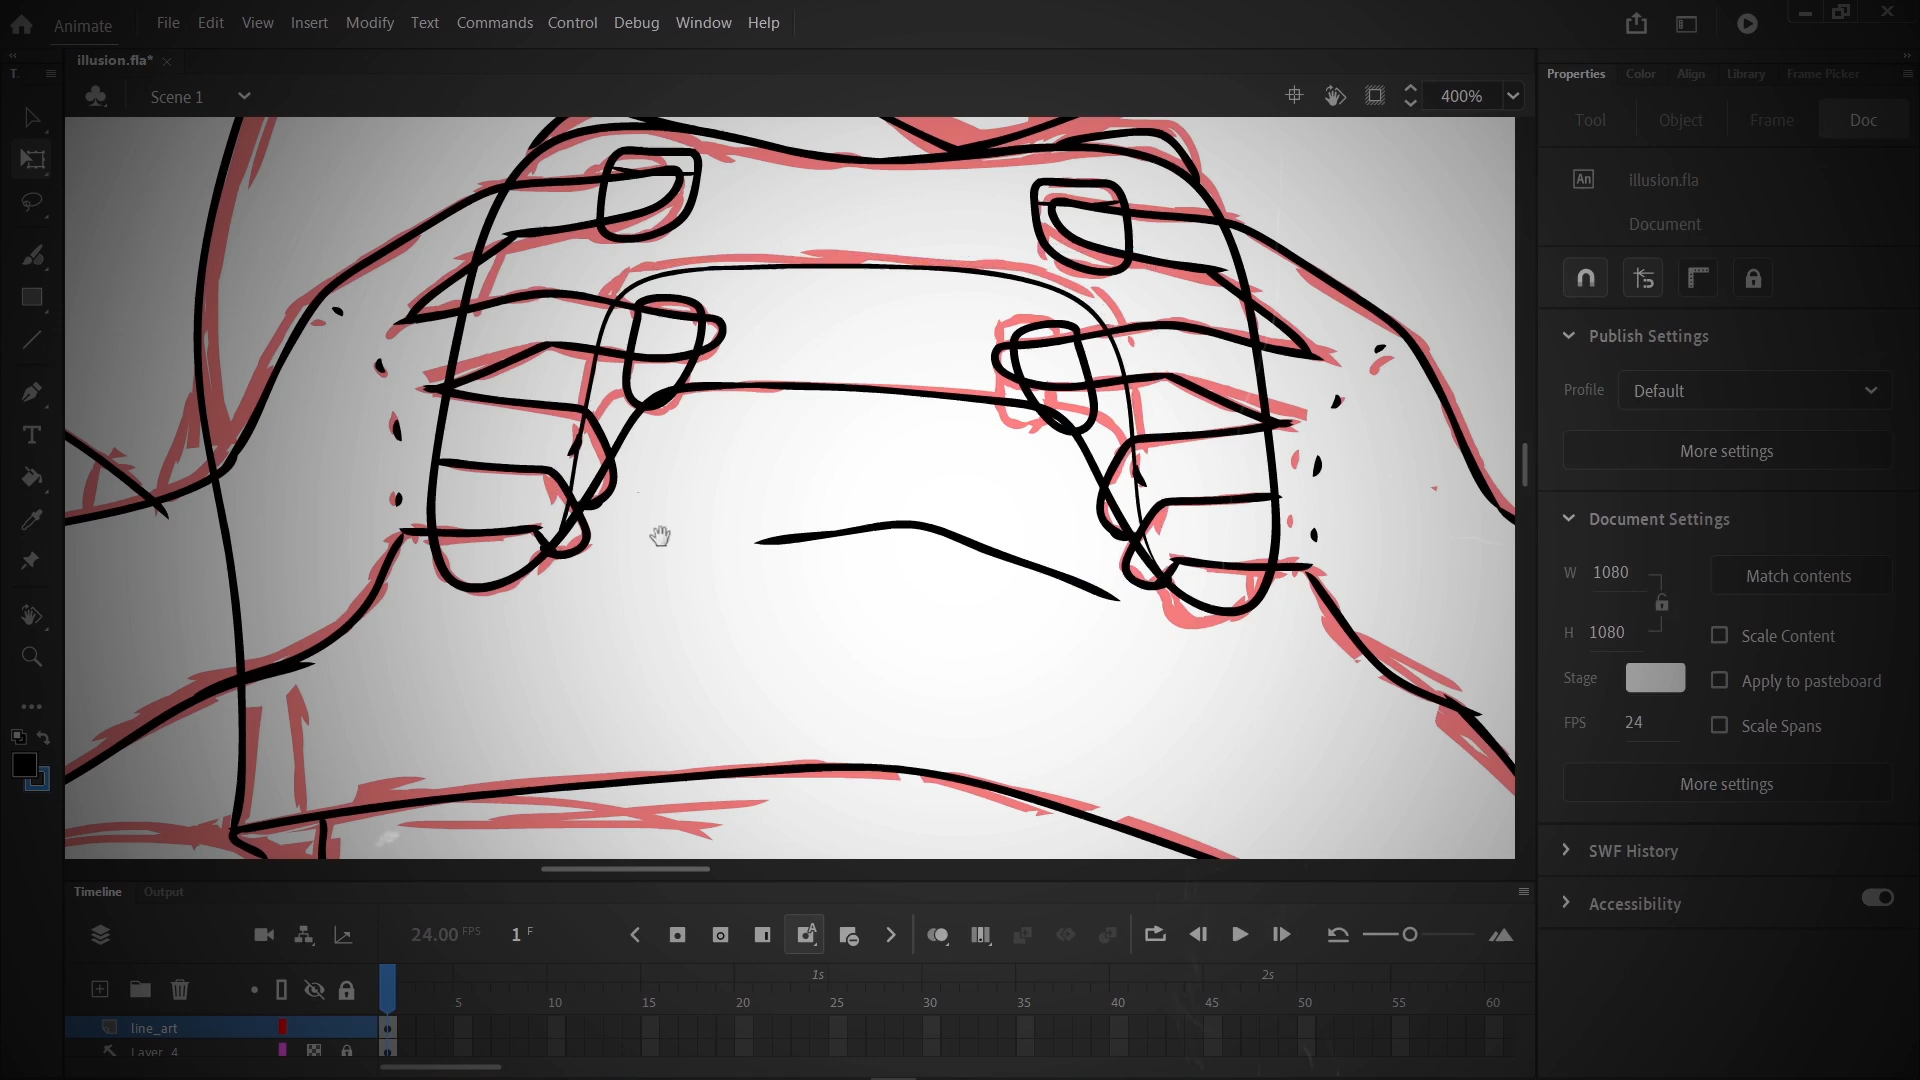 Animate File Edit View Insert Modify Text Commands Control Debug Window Help
illusion.fla*
T. Properties Color Align Library Frame Picker
Scene 1 400%
Tool Object Frame Doc
An illusion.fla
Document
Publish Settings
Profile Default
More settings
Document Settings
W 1080 Match contents
H 1080 Scale Content
Stage Apply to pasteboard
FPS 24 Scale Spans
More settings
SWF History
Accessibility
Timeline Output
24.00 FPS 1 F
1s 2s
5 10 15 20 25 30 35 40 45 50 55 60
line_art
Layer_4